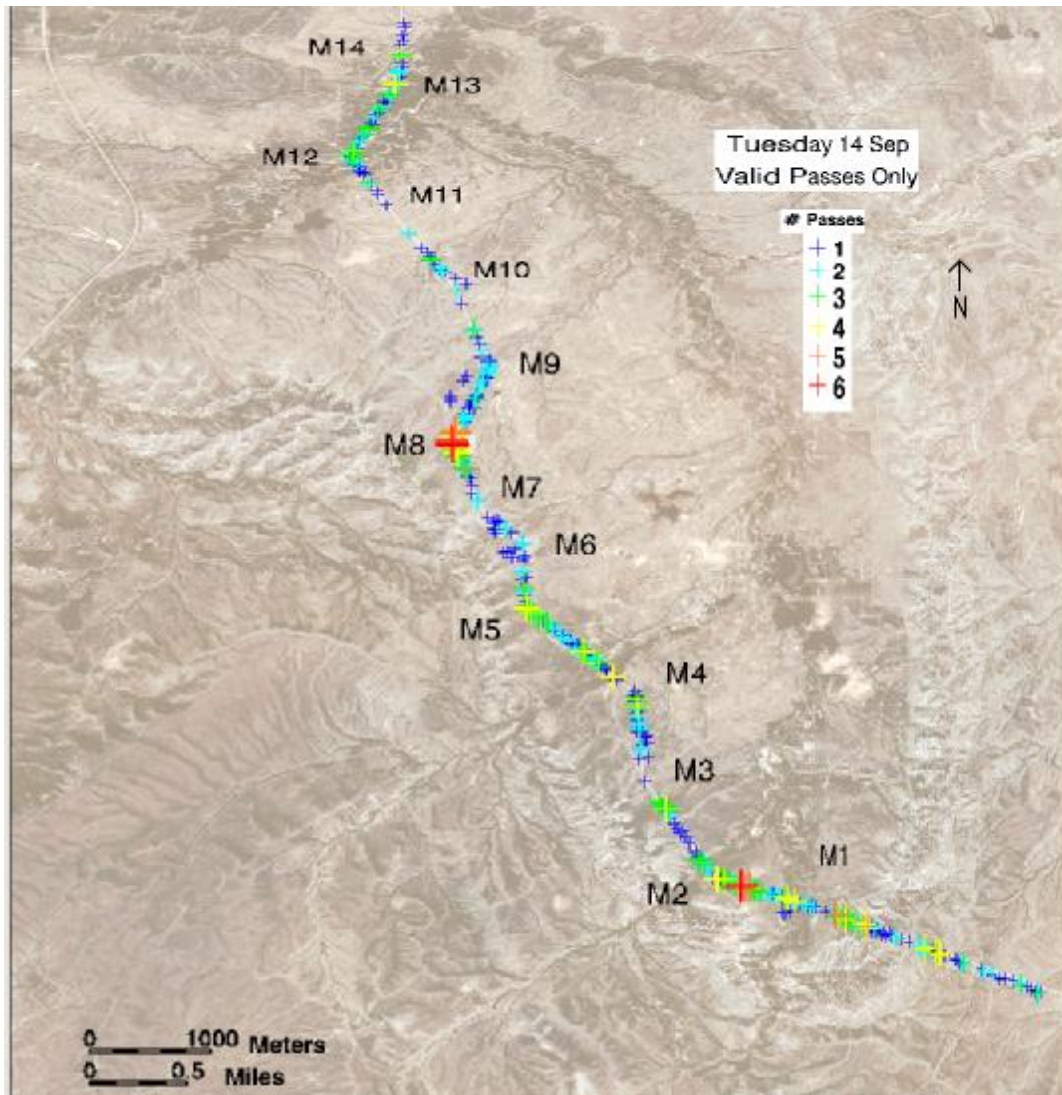 M14
M13
Tuesday 14 Sep
Valid Passes Only
M12
M11
# Passes
1
2
3
4
5
6
N
M10
M9
M8
M7
M6
M5
M4
M3
M1
M2
0 1000 Meters
0 0.5 Miles